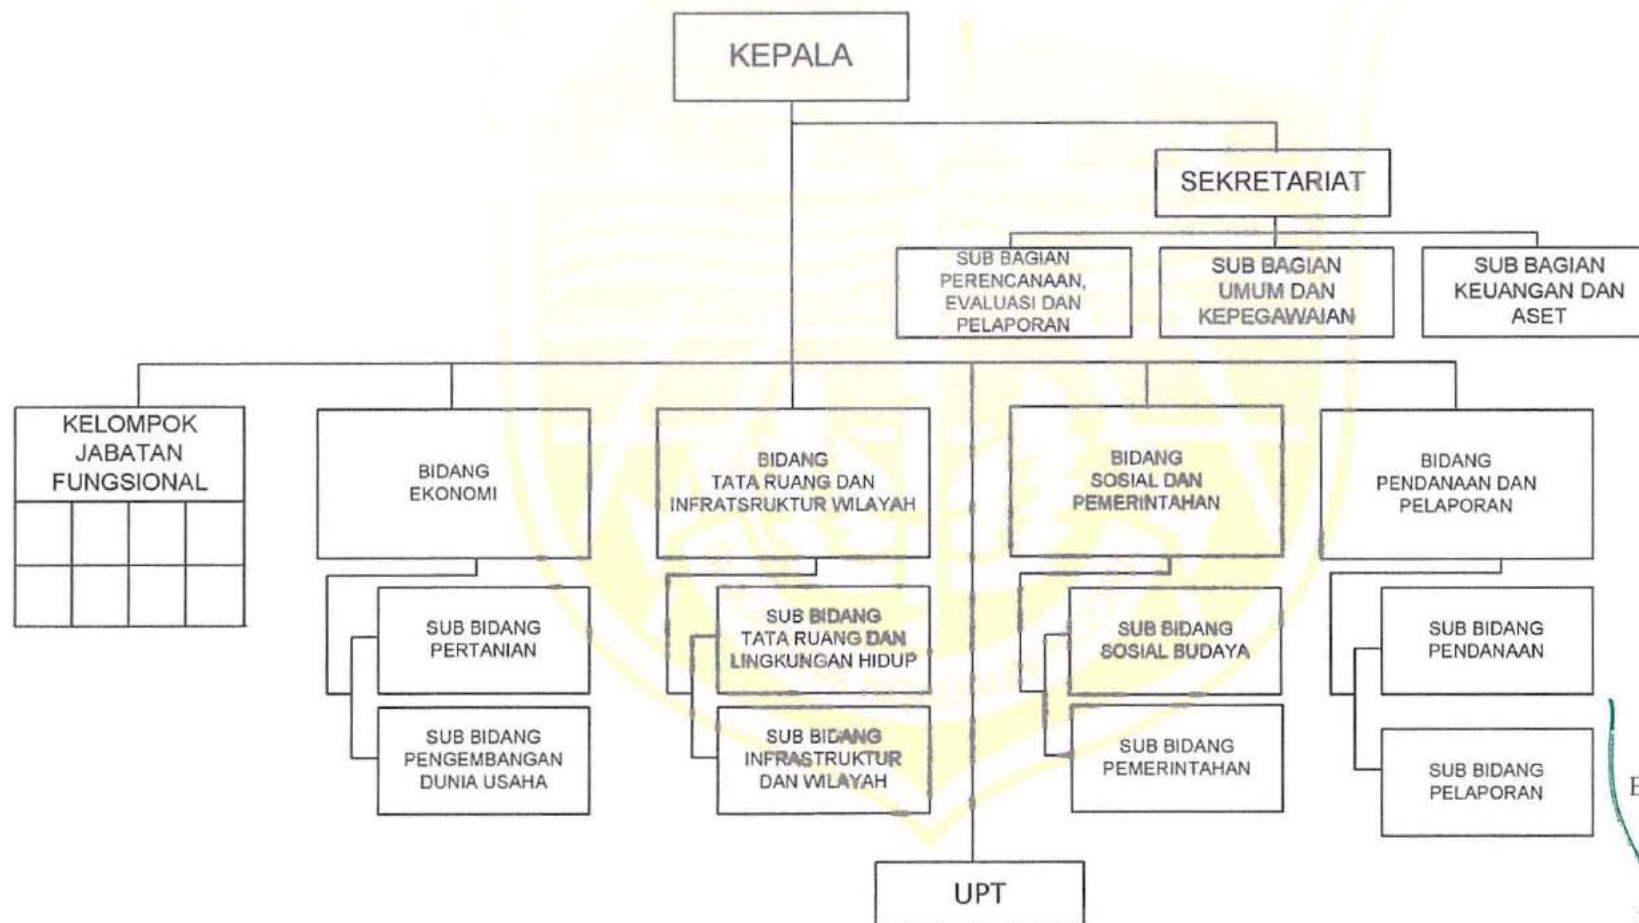 KEPALA
SEKRETARIAT
SUB BAGIAN
PERENCANAAN,
EVALUASI DAN
PELAPORAN
SUB BAGIAN
UMUM DAN
KEPEGAWAIAN
SUB BAGIAN
KEUANGAN DAN
ASET
KELOMPOK
JABATAN
FUNGSIONAL
BIDANG
EKONOMI
BIDANG
TATA RUANG DAN
INFRATSRUKTUR WILAYAH
BIDANG
SOSIAL DAN
PEMERINTAHAN
BIDANG
PENDANAAN DAN
PELAPORAN
SUB BIDANG
PERTANIAN
SUB BIDANG
PENGEMBANGAN
DUNIA USAHA
SUB BIDANG
TATA RUANG DAN
LINGKUNGAN HIDUP
SUB BIDANG
INFRASTRUKTUR
DAN WILAYAH
SUB BIDANG
SOSIAL BUDAYA
SUB BIDANG
PEMERINTAHAN
SUB BIDANG
PENDANAAN
SUB BIDANG
PELAPORAN
UPT